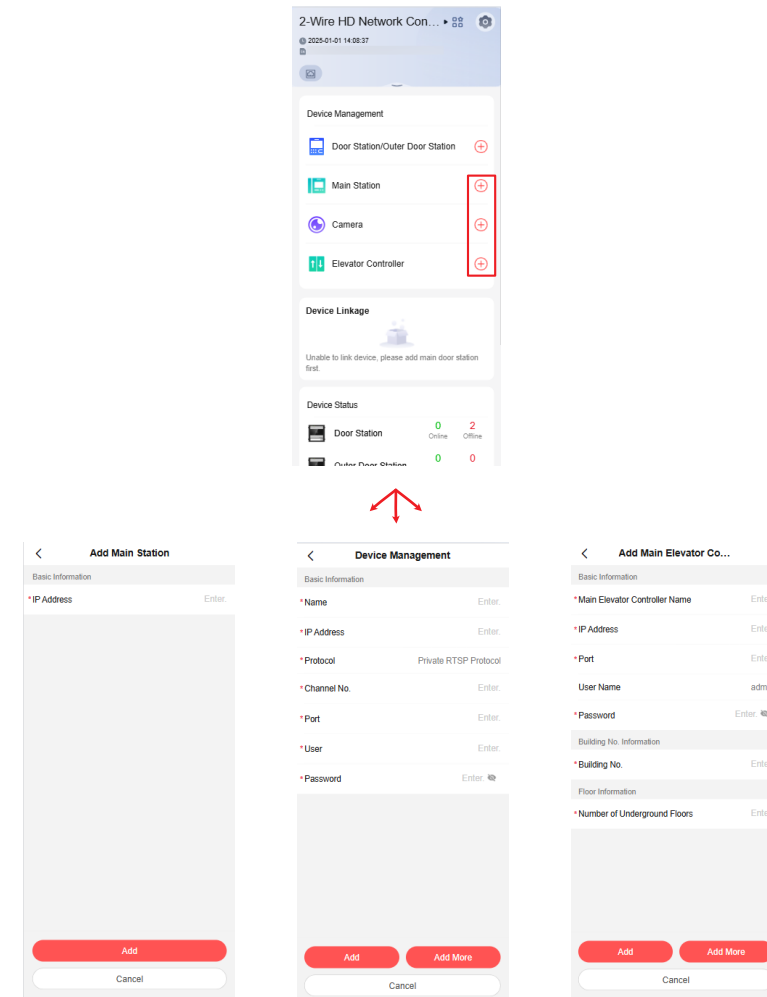 2-Wire HD Network Con...
2025-01-01 14:08:37
Device Management
Door Station/Outer Door Station
Main Station
Camera
Elevator Controller
Device Linkage
Unable to link device, please add main door station
first.
Device Status
Door Station
0
Online
2
Offline
Outer Door Station
0
0
Add Main Station
Basic Information
*IP Address Enter.
Add
Cancel
Device Management
Basic Information
*Name Enter.
*IP Address Enter.
*Protocol Private RTSP Protocol
*Channel No. Enter.
*Port Enter.
*User Enter.
*Password Enter.
Add Add More
Cancel
Add Main Elevator Co...
Basic Information
*Main Elevator Controller Name Ente
*IP Address Ente
*Port Ente
User Name adm
*Password Enter.
Building No. Information
*Building No. Ente
Floor Information
*Number of Underground Floors Ente
Add Add More
Cancel